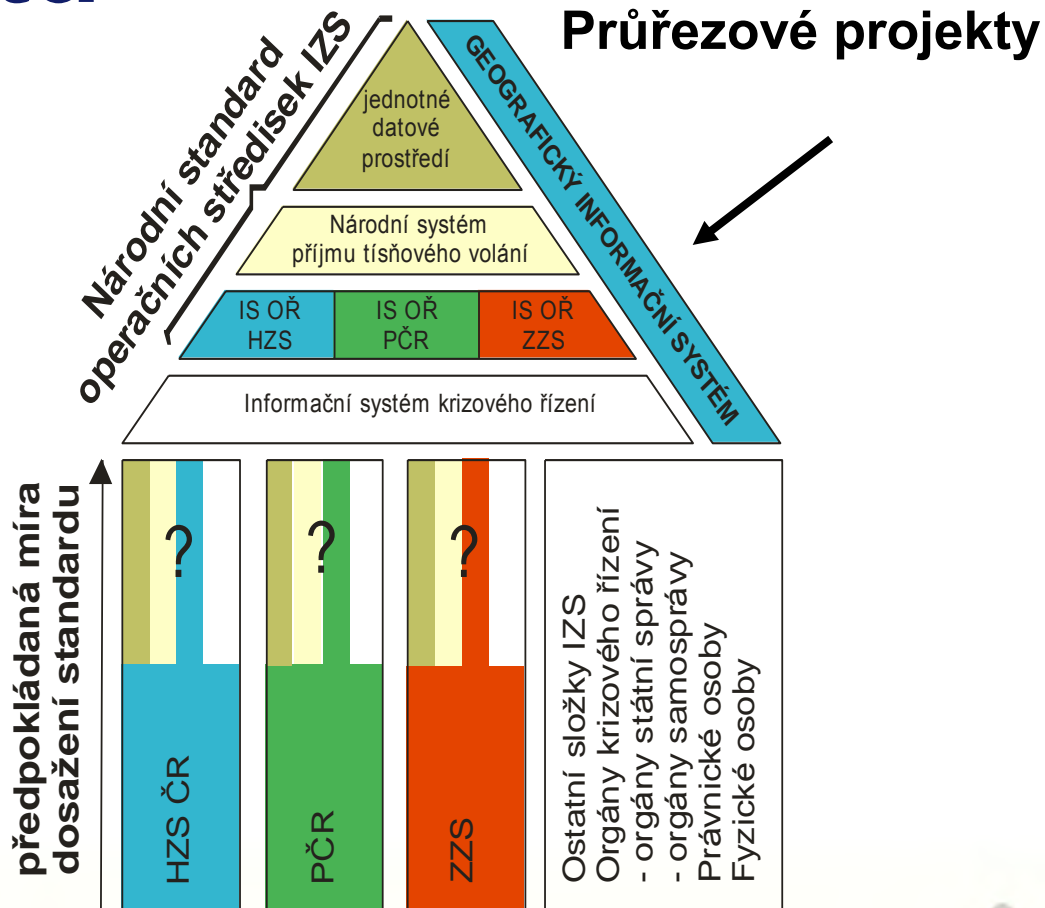 Průřezové projekty
Národní standard
operačních středisek IZS
GEOGRAFICKÝ INFORMAČNÍ SYSTÉM
jednotné
datové
prostředí
Národní systém
příjmu tísňového volání
IS OŘ
HZS
IS OŘ
PČR
IS OŘ
ZZS
Informační systém krizového řízení
předpokládaná míra
dosažení standardu
?
HZS ČR
?
PČR
?
ZZS
Ostatní složky IZS
Orgány krizového řízení
- orgány státní správy
- orgány samosprávy
Právnické osoby
Fyzické osoby